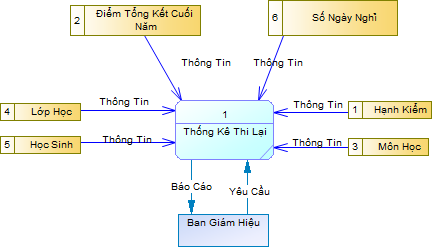 2 Điểm Tổng Kết Cuối
Năm
6 Số Ngày Nghỉ
Thông Tin Thông Tin
4 Lớp Học Thông Tin
1
Thông Tin 1 Hạnh Kiểm
Thống Kê Thi Lại
5 Học Sinh Thông Tin
Thông Tin 3 Môn Học
Báo Cáo Yêu Cầu
Ban Giám Hiệu